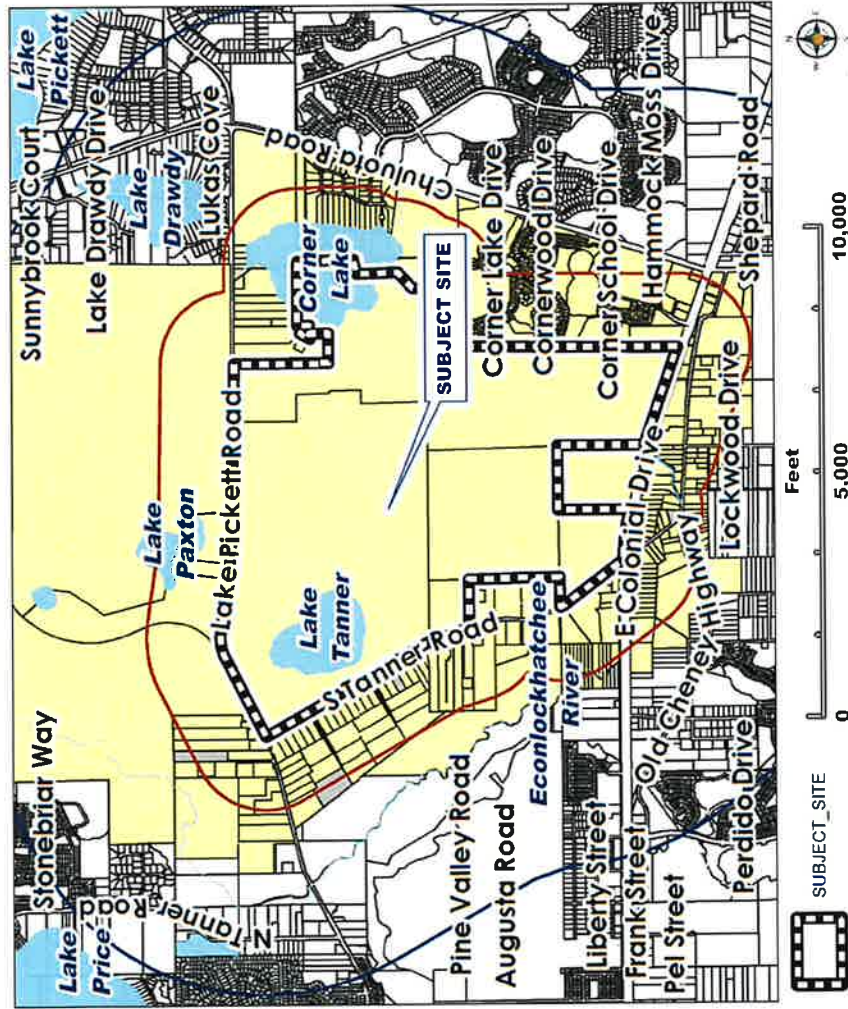 Sunnybrook Court
Lake
Pickett
Lake Drawdy Drive
Lake
Drawdy
Lukas Cove
Chuluota Road
Stonebriar Way
Lake
Price
N Tanner Road
Lake
Paxton
Lake Pickett Road
Corner
Lake
SUBJECT SITE
Lake
Tanner
S Tanner Road
Corner Lake Drive
Cornerwood Drive
Corner School Drive
Hammock Moss Drive
Pine Valley Road
Augusta Road
Econlockhatchee
River
Liberty Street
Frank Street
Pel Street
E Colonial Drive
Old Cheney Highway
Lockwood Drive
Shepard Road
Perdido Drive
SUBJECT_SITE
Feet
0
5,000
10,000
N
E
S
W